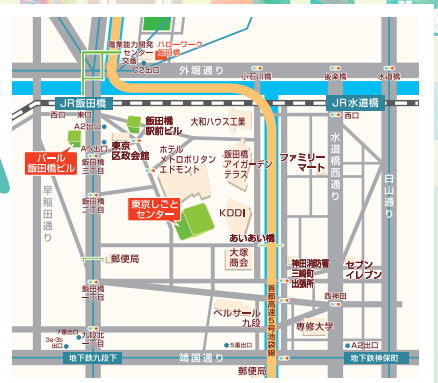 職業能力開発
センター
ハローワーク
飯田橋
交番
C2出口
外堀通り
小石川橋
後楽橋
水道橋
JR飯田橋
JR水道橋
西口
東口
A2出口
飯田橋
駅前ビル
大和ハウス工業
西口
A5出口
東京
区政会館
パール
飯田橋ビル
飯田橋
三丁目
ホテル
メトロポリタン
エドモント
飯田橋
アイガーデン
テラス
ファミリー
マート
水道橋西通り
白山通り
早稲田通り
飯田橋
二丁目
東京しごと
センター
KDDI
あいあい橋
郵便局
大塚
商会
神田消防署
三崎町
出張所
セブン
イレブン
飯田橋
一丁目
首都高速5号池袋線
西神田
ベルサール
九段
専修大学
7番出口
3a・3b
出口
九段北
一丁目
5番出口
A2出口
地下鉄九段下
靖国通り
地下鉄神保町
郵便局